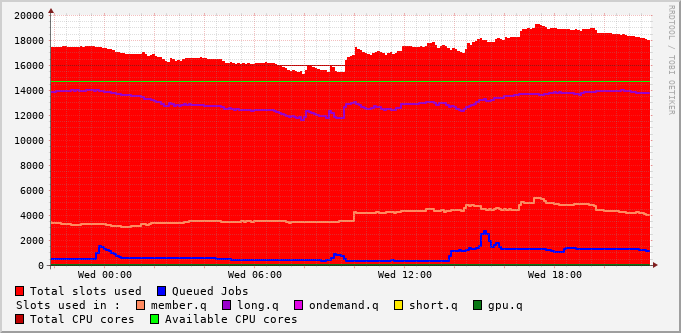 20000
18000
16000
14000
12000
10000
8000
6000
4000
2000
0
Wed 00:00 Wed 06:00 Wed 12:00 Wed 18:00
RRDTOOL / TOBI OETIKER
Total slots used Queued Jobs
Slots used in : member.q long.q ondemand.q short.q gpu.q
Total CPU cores Available CPU cores